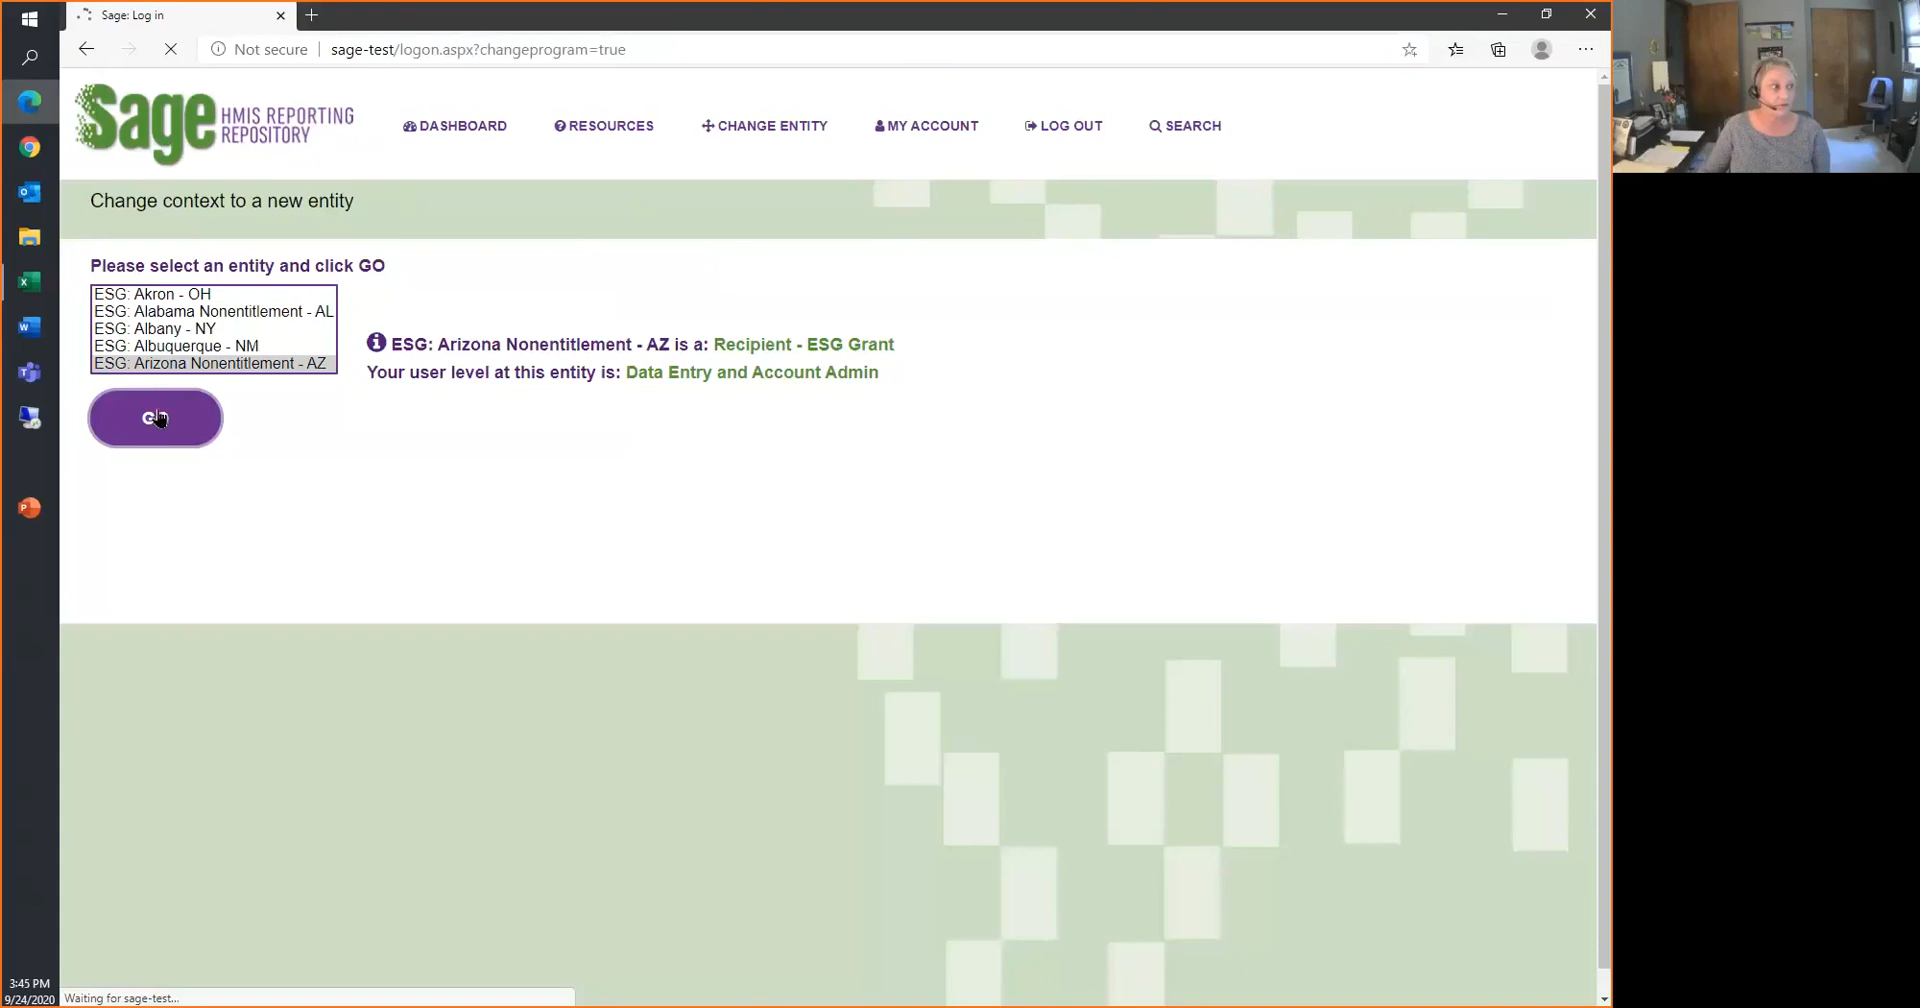 Sage: Log in
Not secure
sage-test/logon.aspx?changeprogram=true
Sage HMIS REPORTING REPOSITORY
DASHBOARD
RESOURCES
CHANGE ENTITY
MY ACCOUNT
LOG OUT
SEARCH
Change context to a new entity
Please select an entity and click GO
ESG: Akron - OH
ESG: Alabama Nonentitlement - AL
ESG: Albany - NY
ESG: Albuquerque - NM
ESG: Arizona Nonentitlement - AZ
ESG: Arizona Nonentitlement - AZ is a: Recipient - ESG Grant
Your user level at this entity is: Data Entry and Account Admin
3:45 PM
9/24/2020
Waiting for sage-test...